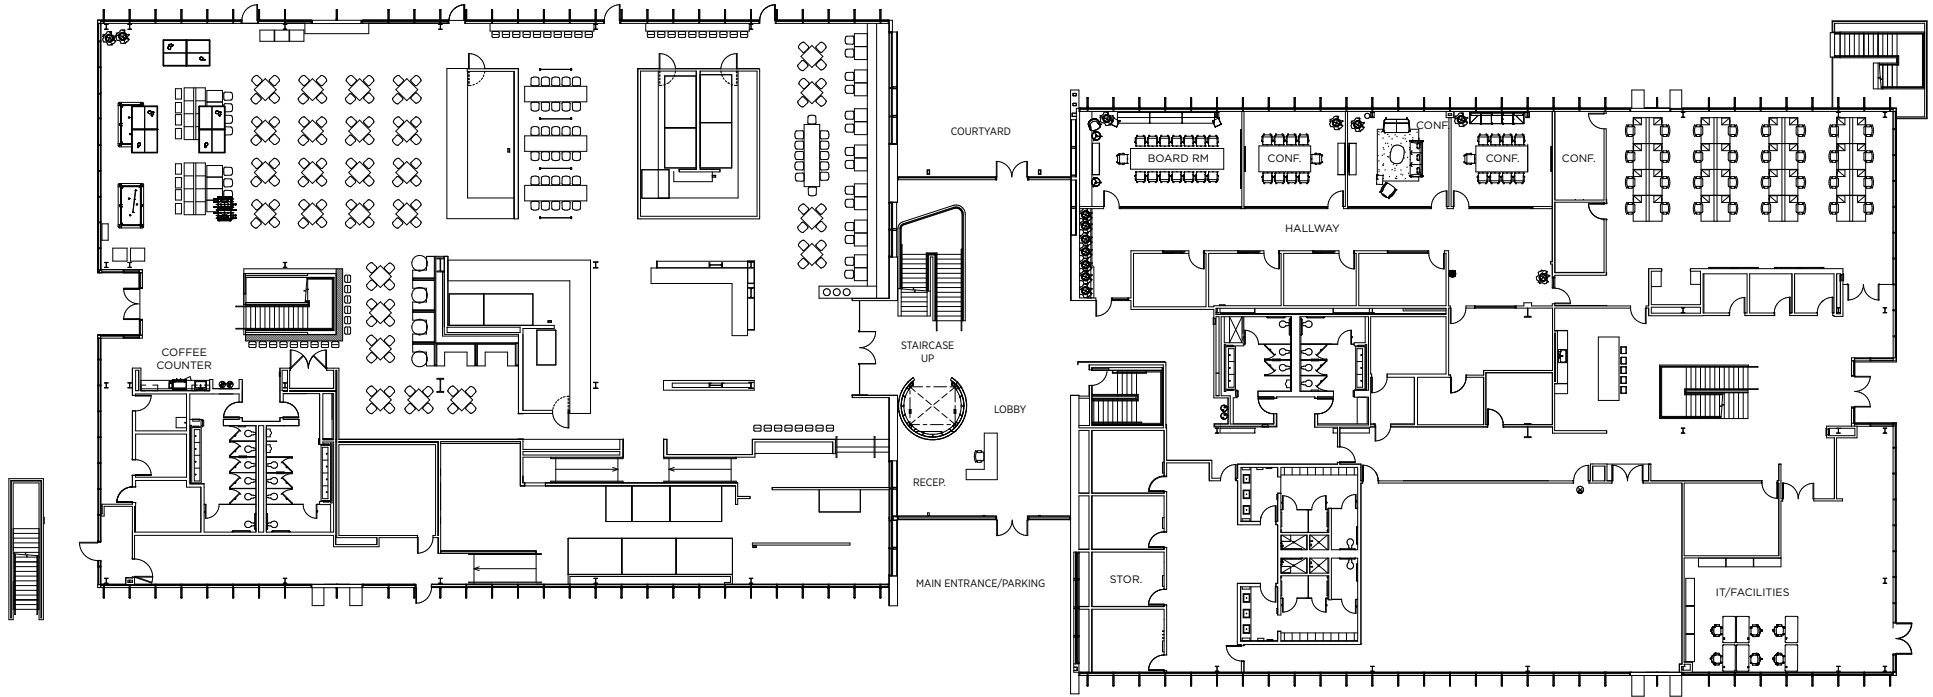 COURTYARD
CONF.
BOARD RM
CONF.
CONF.
CONF.
HALLWAY
STAIRCASE
UP
COFFEE
COUNTER
LOBBY
RECEP.
MAIN ENTRANCE/PARKING
STOR.
IT/FACILITIES